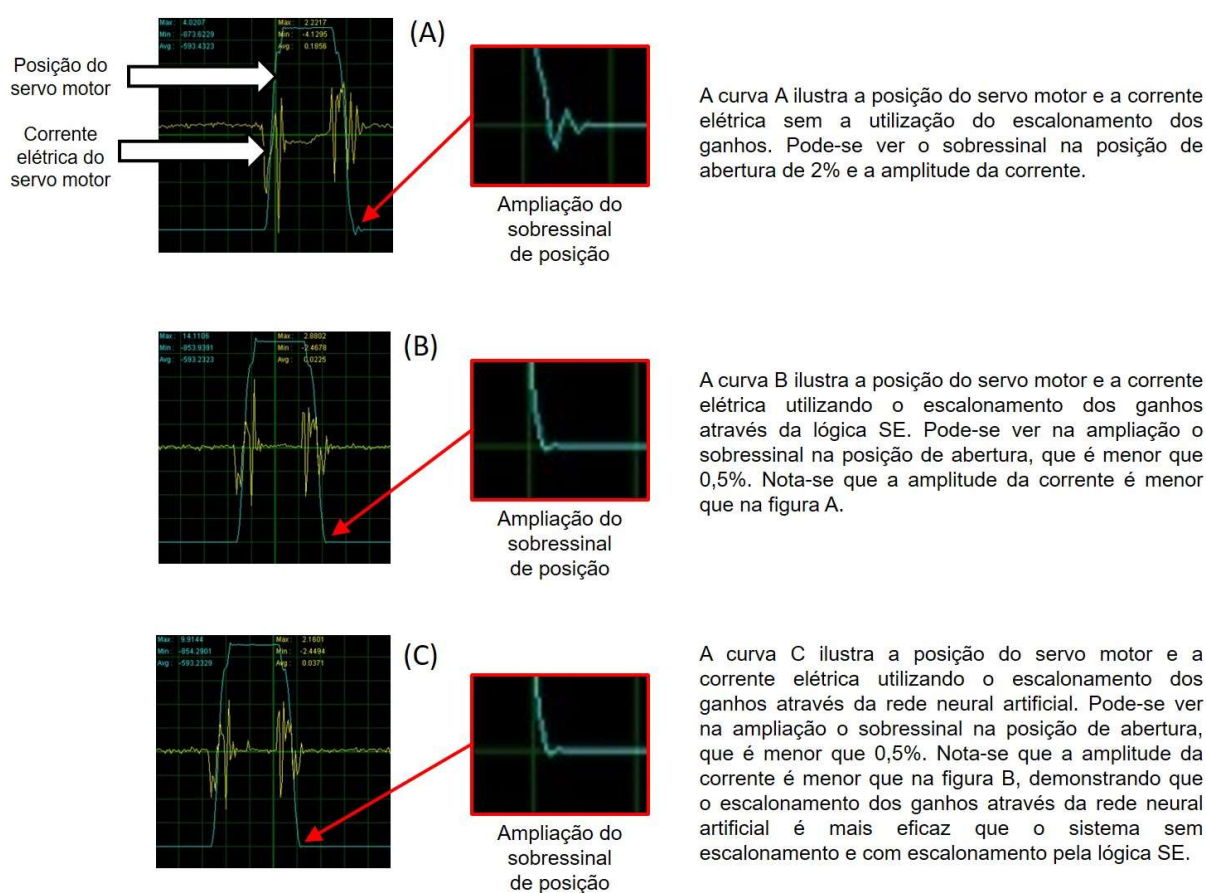 Max : 4.0207
Min : -873.6229
Avg : -593.4323
Max : 2.2217
Min : -4.1295
Avg : 0.1856
(A)
Posição do
servo motor
Corrente
elétrica do
servo motor
Ampliação do
sobressinal
de posição
A curva A ilustra a posição do servo motor e a corrente
elétrica sem a utilização do escalonamento dos
ganhos. Pode-se ver o sobressinal na posição de
abertura de 2% e a amplitude da corrente.
Max : 14.1106
Min : -853.9391
Avg : -593.2323
Max : 2.8802
Min : -2.4678
Avg : 0.0225
(B)
Ampliação do
sobressinal
de posição
A curva B ilustra a posição do servo motor e a corrente
elétrica utilizando o escalonamento dos ganhos
através da lógica SE. Pode-se ver na ampliação o
sobressinal na posição de abertura, que é menor que
0,5%. Nota-se que a amplitude da corrente é menor
que na figura A.
Max : 9.9144
Min : -854.2901
Avg : -593.2329
Max : 2.1601
Min : -2.4494
Avg : 0.0371
(C)
Ampliação do
sobressinal
de posição
A curva C ilustra a posição do servo motor e a
corrente elétrica utilizando o escalonamento dos
ganhos através da rede neural artificial. Pode-se ver
na ampliação o sobressinal na posição de abertura,
que é menor que 0,5%. Nota-se que a amplitude da
corrente é menor que na figura B, demonstrando que
o escalonamento dos ganhos através da rede neural
artificial é mais eficaz que o sistema sem
escalonamento e com escalonamento pela lógica SE.